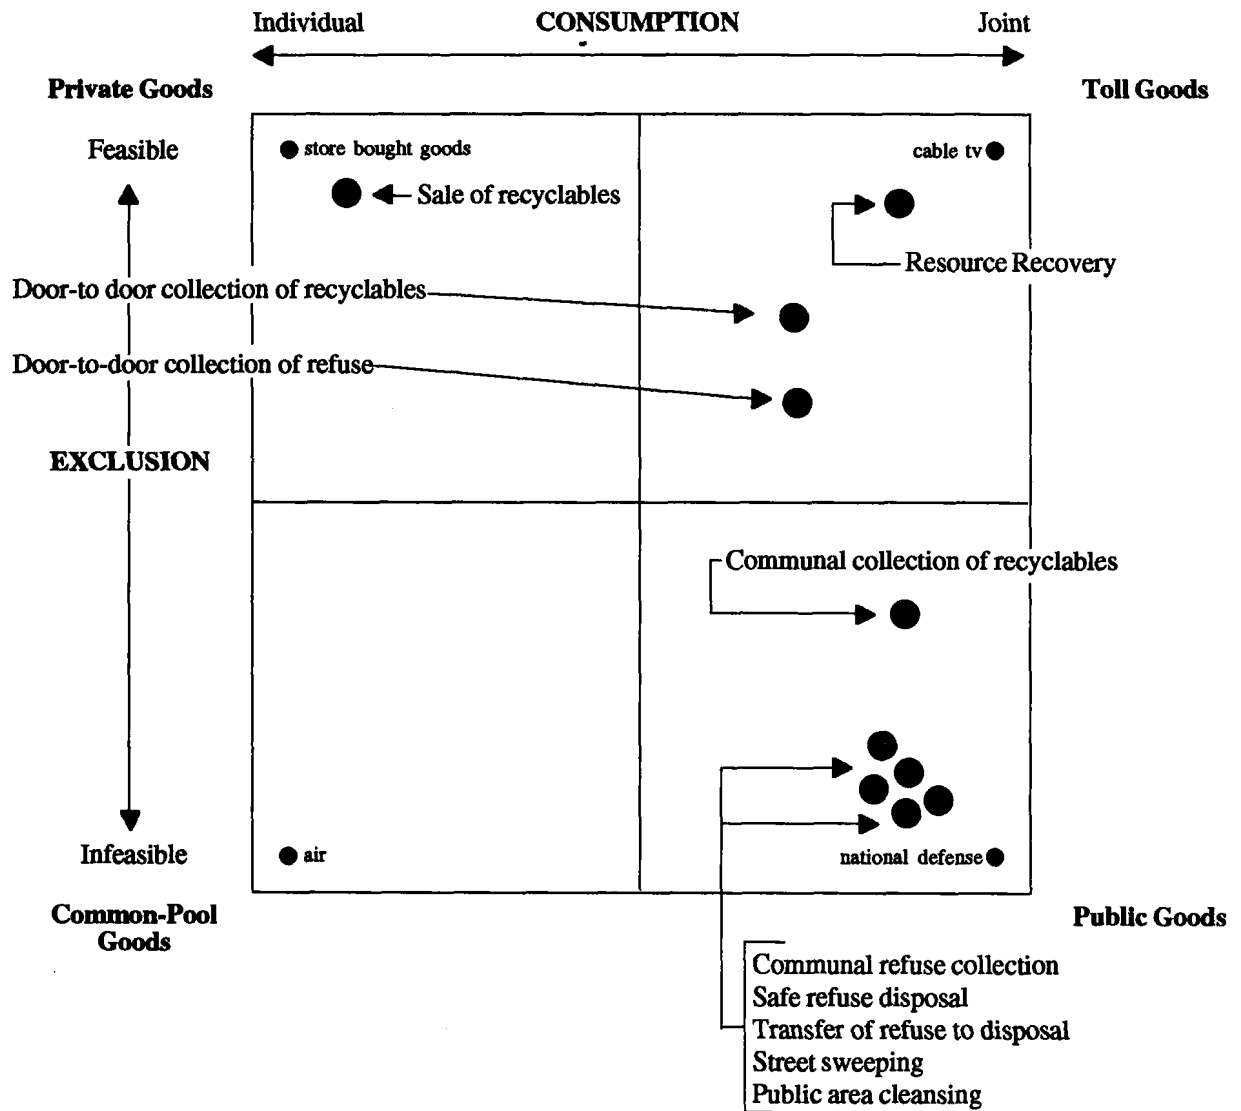 Individual CONSUMPTION Joint
Private Goods Toll Goods
Feasible
store bought goods
cable tv
Sale of recyclables
Resource Recovery
Door-to door collection of recyclables
Door-to-door collection of refuse
EXCLUSION
Communal collection of recyclables
Infeasible
air
national defense
Common-Pool
Goods
Public Goods
Communal refuse collection
Safe refuse disposal
Transfer of refuse to disposal
Street sweeping
Public area cleansing